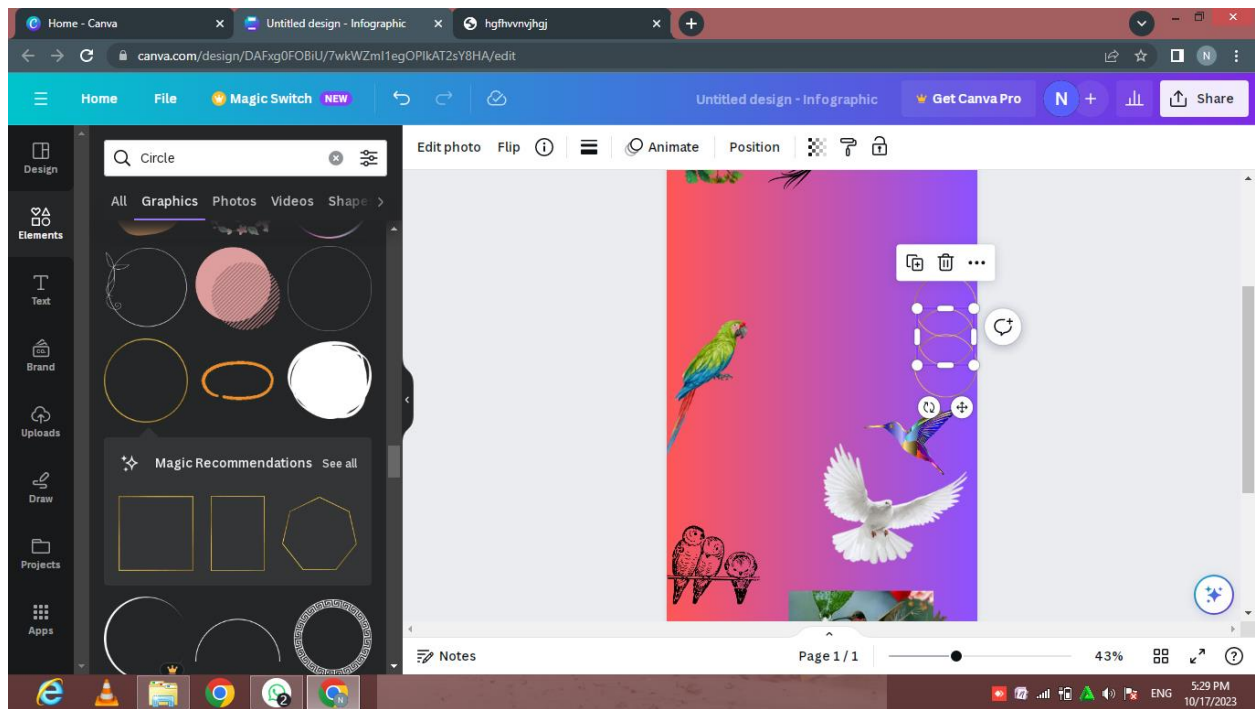 Home - Canva
Untitled design - Infographic
hgfhvvnvjhgj
canva.com/design/DAFxg0FOBiU/7wkWZmI1egOPlkAT2sY8HA/edit
N
Home File Magic Switch NEW
Untitled design - Infographic
Get Canva Pro
N
Share
Design
Elements
Text
Brand
Uploads
Draw
Projects
Apps
Circle
All Graphics Photos Videos Shape
Magic Recommendations See all
Edit photo Flip Animate Position
Notes
Page 1 / 1
43%
2
N
ENG
5:29 PM
10/17/2023